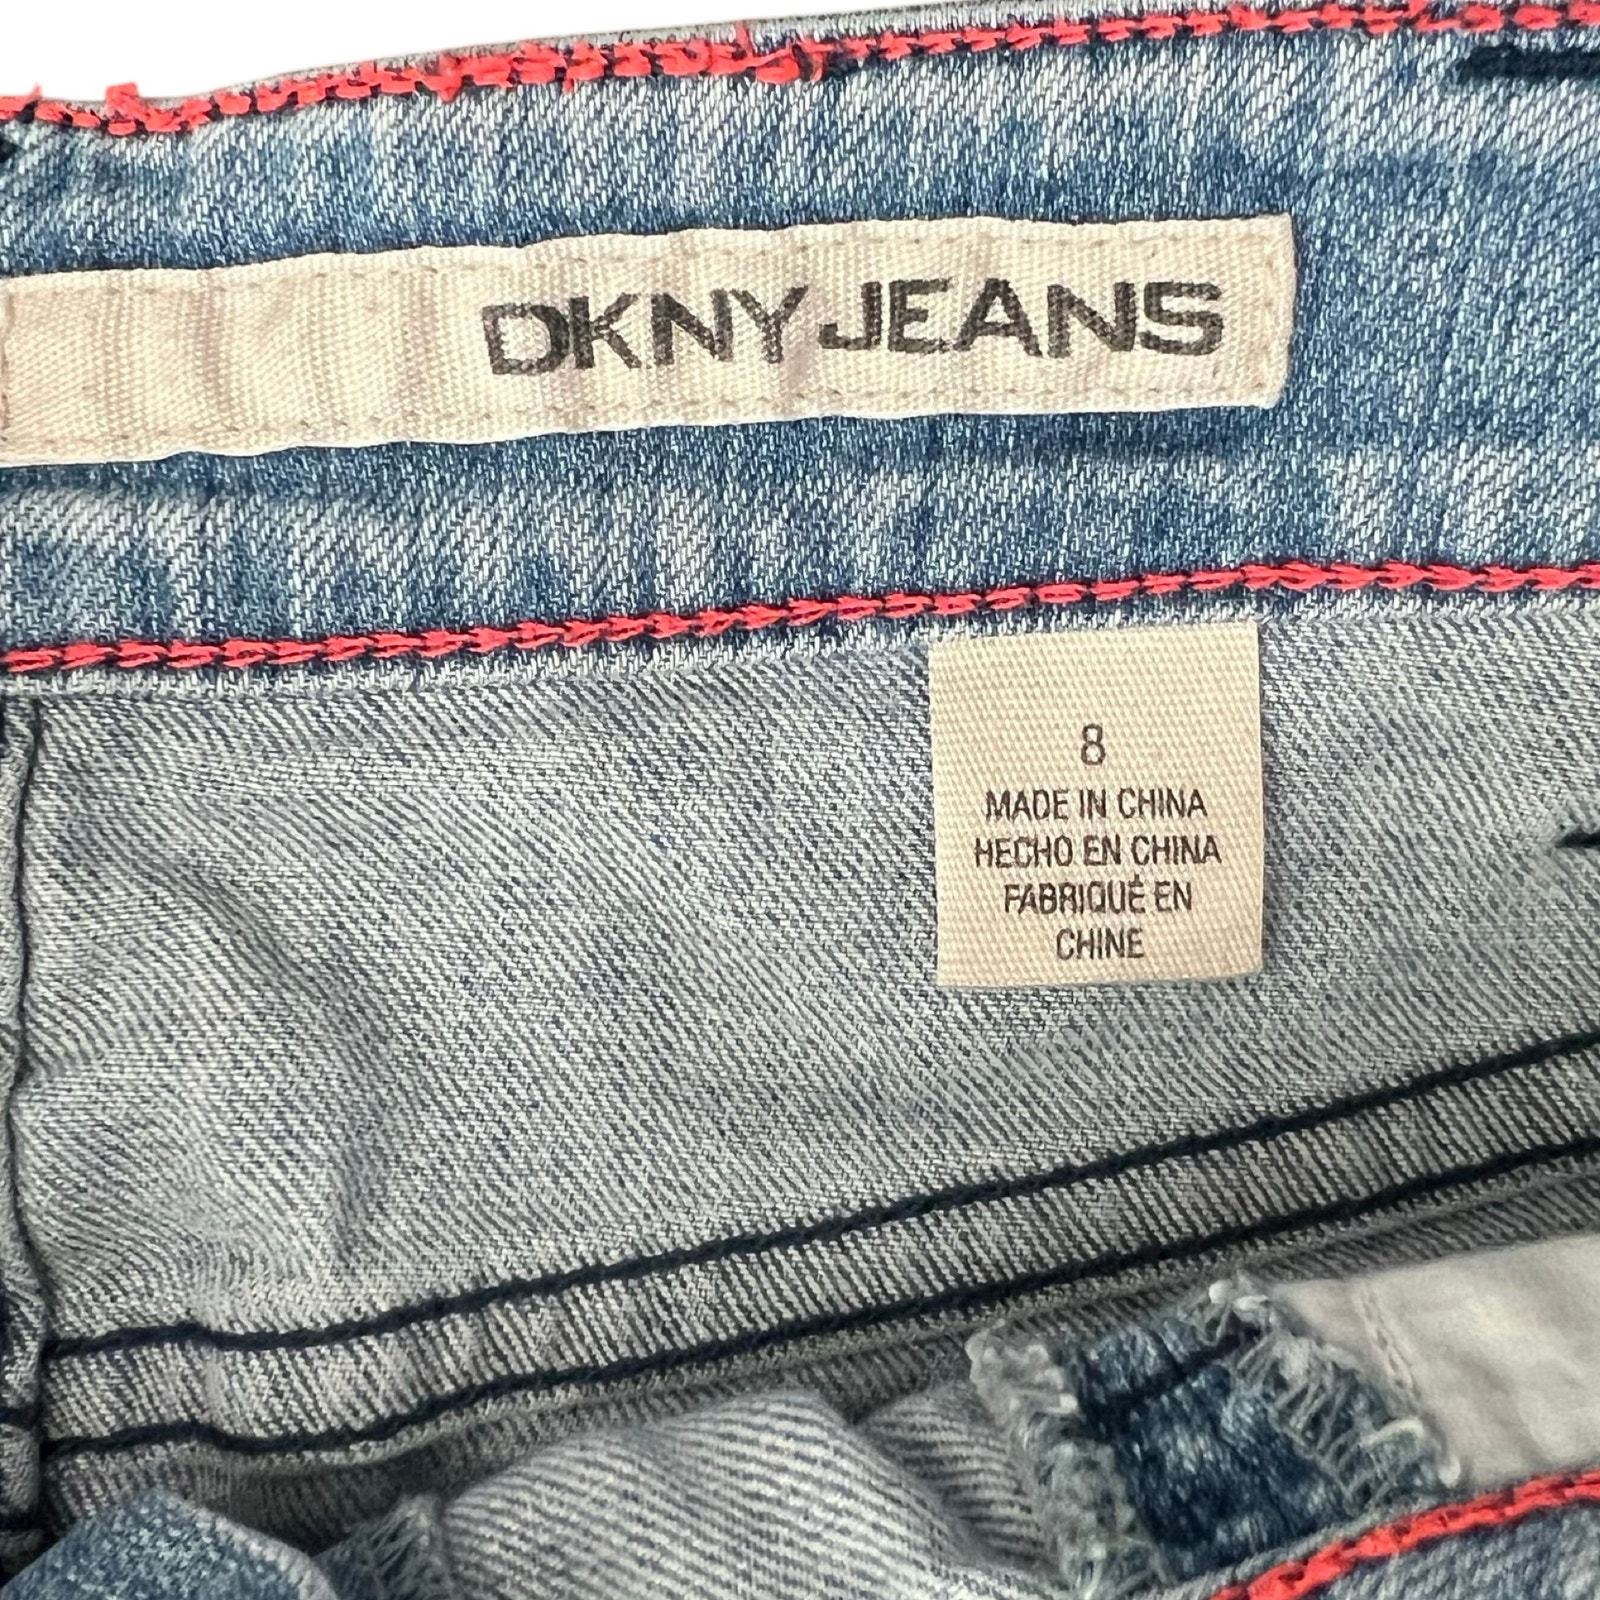 DKNY JEANS
8
MADE IN CHINA
HECHO EN CHINA
FABRIQUÉ EN
CHINE